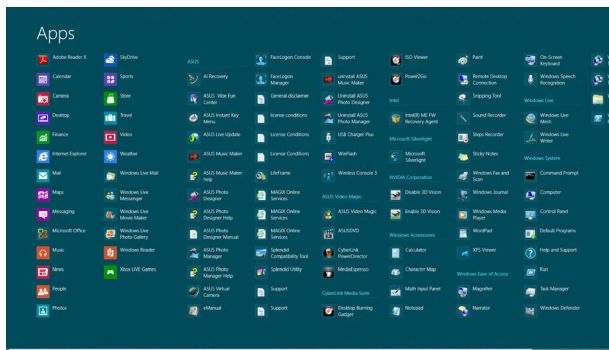 Apps
Adobe Reader X
Calendar
Camera
Desktop
Finance
Internet Explorer
Mail
Maps
Messaging
Microsoft Office
Music
News
People
Photos
SkyDrive
Sports
Store
Travel
Video
Weather
Windows Live Mail
Windows Live
Messenger
Windows Live
Movie Maker
Windows Live
Photo Gallery
Windows Reader
Xbox LIVE Games
ASUS
AI Recovery
ASUS Vibe Fun
Center
ASUS Instant Key
Menu
ASUS Live Update
ASUS Music Maker
ASUS Music Maker
help
ASUS Photo
Designer
ASUS Photo
Designer Help
ASUS Photo
Designer Manual
ASUS Photo
Manager
ASUS Photo
Manager Help
ASUS Virtual
Camera
eManual
FaceLogon Console
FaceLogon
Manager
General disclaimer
license conditions
License Conditions
License Conditions
LifeFrame
MAGIX Online
Services
MAGIX Online
Services
MAGIX Online
Services
Splendid
Compatibility Tool
Splendid Utility
Support
Support
Support
uninstall ASUS
Music Maker
Uninstall ASUS
Photo Designer
Uninstall ASUS
Photo Manager
USB Charger Plus
WinFlash
Wireless Console 3
ASUS Video Magic
ASUS Video Magic
ASUSDVD
CyberLink
PowerDirector
MediaEspresso
CyberLink Media Suite
Desktop Burning
Gadget
ISO Viewer
Power2Go
Intel
Intel(R) ME FW
Recovery Agent
Microsoft Silverlight
Microsoft
Silverlight
NVIDIA Corporation
Disable 3D Vision
Enable 3D Vision
Windows Accessories
Calculator
Character Map
Math Input Panel
Notepad
Paint
Remote Desktop
Connection
Snipping Tool
Sound Recorder
Steps Recorder
Sticky Notes
Windows Fax and
Scan
Windows Journal
Windows Media
Player
WordPad
XPS Viewer
Windows Ease of Access
Magnifier
Narrator
On-Screen
Keyboard
Windows Speech
Recognition
Windows Live
Windows Live
Mesh
Windows Live
Writer
Windows System
Command Prompt
Computer
Control Panel
Default Programs
Help and Support
Run
Task Manager
Windows Defender